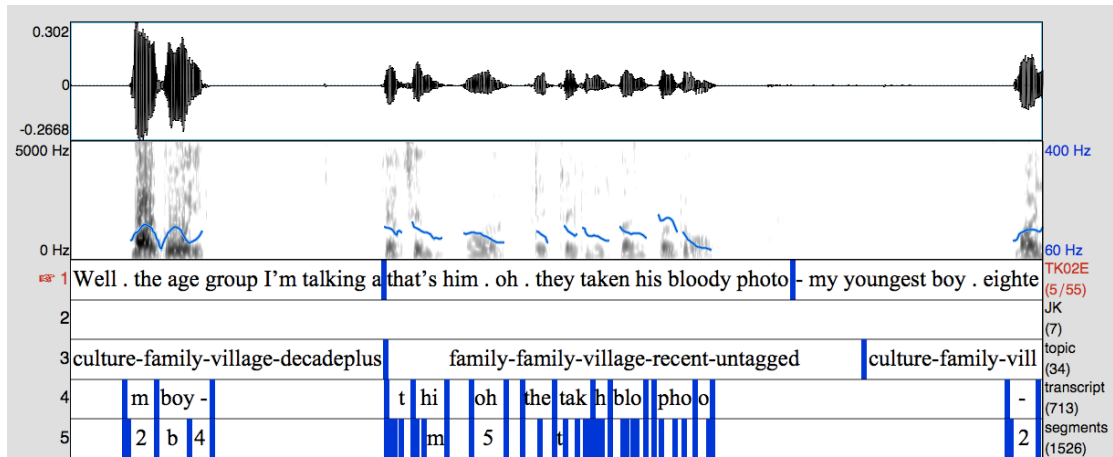 0.302
0
-0.2668
5000 Hz 400 Hz
0 Hz 60 Hz
1 Well . the age group I'm talking a that's him . oh . they taken his bloody photo - my youngest boy . eighte TK02E (5/55)
2 JK (7)
3 culture-family-village-decadeplus family-family-village-recent-untagged culture-family-vill topic (34)
4 m boy - t hi oh the tak h blo pho o - transcript (713)
5 2 b 4 m 5 t 2 segments (1526)